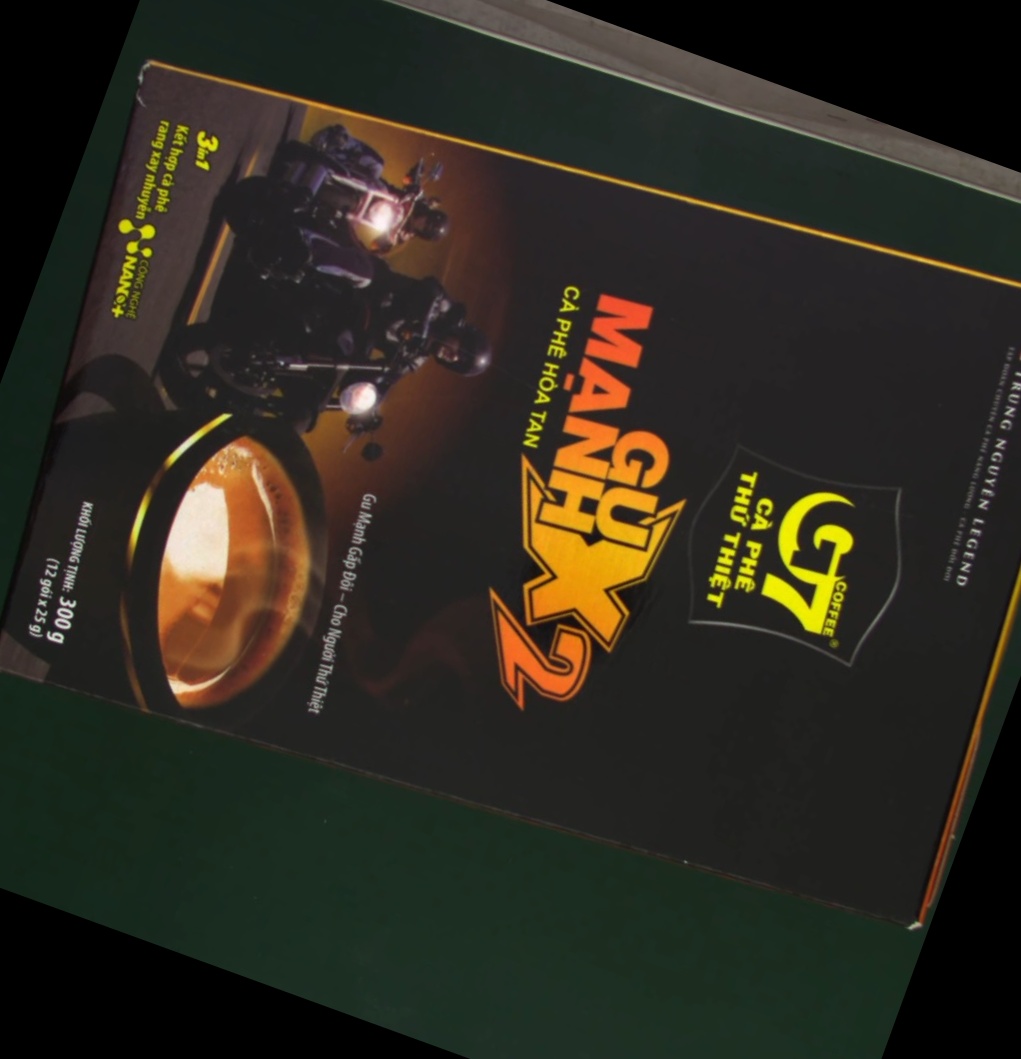 TRUNG NGUYÊN LEGEND
G7
COFFEE®
CÀ PHÊ
THỨ THIỆT
GU
MẠNH X2
CÀ PHÊ HÒA TAN
Gu Mạnh Gấp Đôi – Cho Người Thứ Thiệt
3in1
Kết hợp cà phê
rang xay nhuyễn
CÔNG NGHỆ
NANO+
KHỐI LƯỢNG TỊNH: 300 g
(12 gói x 25 g)